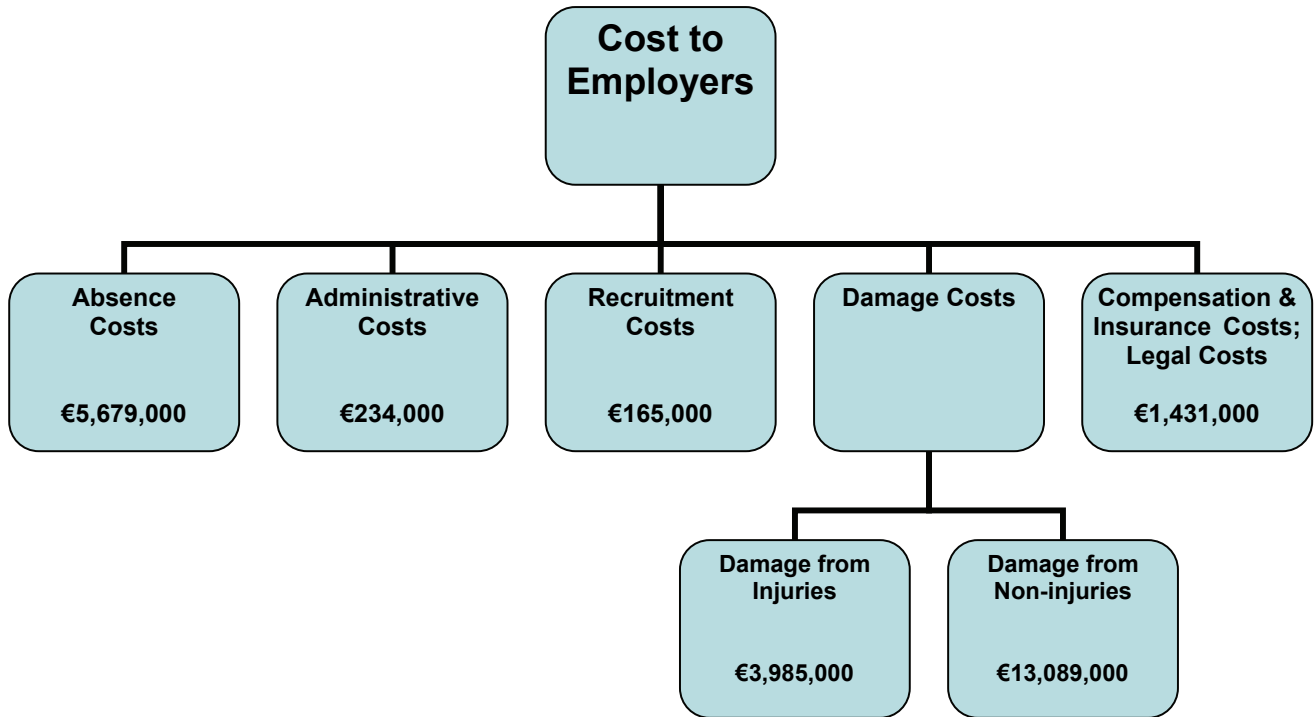 Cost to
Employers
Absence
Costs
€5,679,000
Administrative
Costs
€234,000
Recruitment
Costs
€165,000
Damage Costs
Compensation &
Insurance Costs;
Legal Costs
€1,431,000
Damage from
Injuries
€3,985,000
Damage from
Non-injuries
€13,089,000